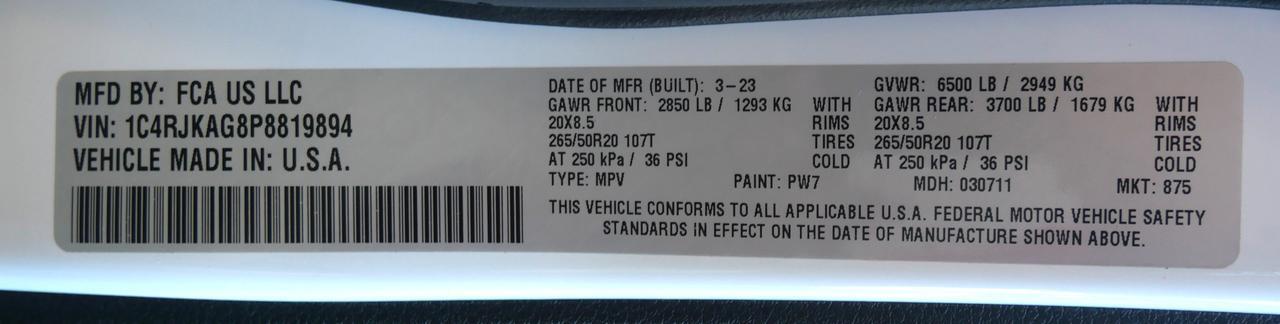 MFD BY: FCA US LLC
VIN: 1C4RJKAG8P8819894
VEHICLE MADE IN: U.S.A.
DATE OF MFR (BUILT): 3-23 GVWR: 6500 LB / 2949 KG
GAWR FRONT: 2850 LB / 1293 KG WITH GAWR REAR: 3700 LB / 1679 KG WITH
20X8.5 RIMS 20X8.5 RIMS
265/50R20 107T TIRES 265/50R20 107T TIRES
AT 250 kPa / 36 PSI COLD AT 250 kPa / 36 PSI COLD
TYPE: MPV PAINT: PW7 MDH: 030711 MKT: 875
THIS VEHICLE CONFORMS TO ALL APPLICABLE U.S.A. FEDERAL MOTOR VEHICLE SAFETY
STANDARDS IN EFFECT ON THE DATE OF MANUFACTURE SHOWN ABOVE.